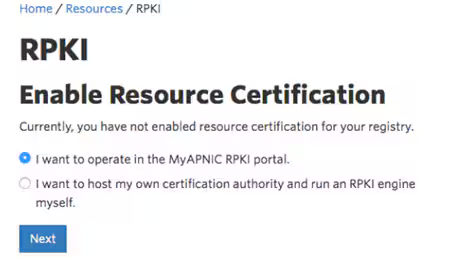 Home / Resources / RPKI
RPKI
Enable Resource Certification
Currently, you have not enabled resource certification for your registry.
I want to operate in the MyAPNIC RPKI portal.
I want to host my own certification authority and run an RPKI engine
myself.
Next